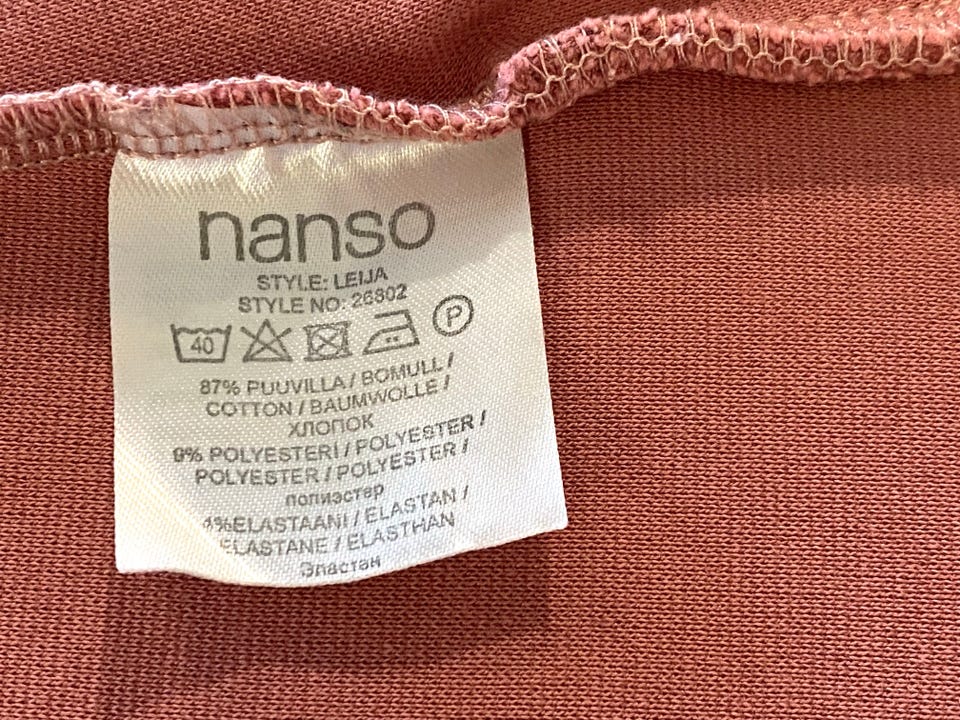 nanso
STYLE: LEIJA
STYLE NO: 26802
40 P
87% PUUVILLA / BOMULL /
COTTON / BAUMWOLLE /
ХЛОПОК
9% POLYESTERI / POLYESTER /
POLYESTER / POLYESTER /
полиэстер
4%ELASTAANI / ELASTAN /
ELASTANE / ELASTHAN
Эластан